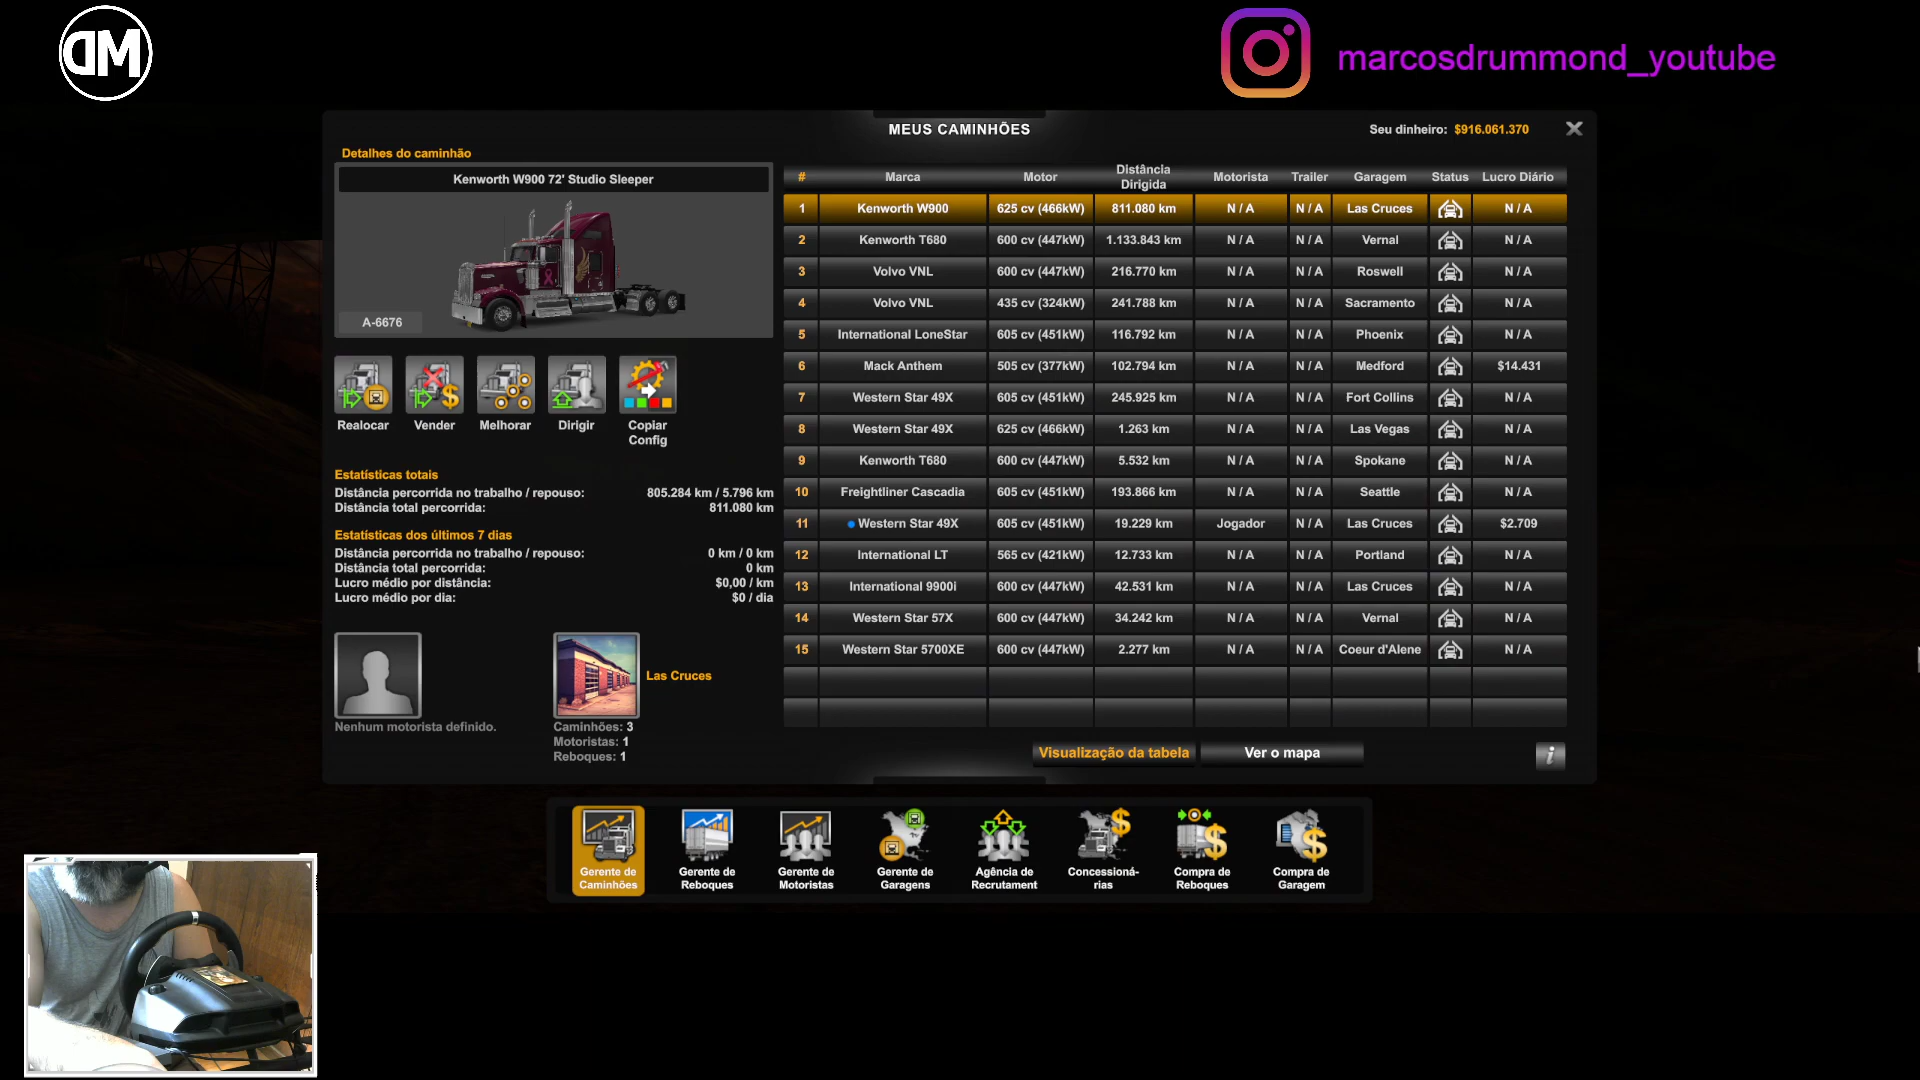 DM
marcosdrummond_youtube
MEUS CAMINHÕES
Seu dinheiro: $916.061.370
Detalhes do caminhão
Kenworth W900 72' Studio Sleeper
A-6676
Realocar
Vender
Melhorar
Dirigir
Copiar
Config
Estatísticas totais
Distância percorrida no trabalho / repouso: 805.284 km / 5.796 km
Distância total percorrida: 811.080 km
Estatísticas dos últimos 7 dias
Distância percorrida no trabalho / repouso: 0 km / 0 km
Distância total percorrida: 0 km
Lucro médio por distância: $0,00 / km
Lucro médio por dia: $0 / dia
Nenhum motorista definido.
Las Cruces
Caminhões: 3
Motoristas: 1
Reboques: 1
# Marca Motor Distância Dirigida Motorista Trailer Garagem Status Lucro Diário
1 Kenworth W900 625 cv (466kW) 811.080 km N / A N / A Las Cruces N / A
2 Kenworth T680 600 cv (447kW) 1.133.843 km N / A N / A Vernal N / A
3 Volvo VNL 600 cv (447kW) 216.770 km N / A N / A Roswell N / A
4 Volvo VNL 435 cv (324kW) 241.788 km N / A N / A Sacramento N / A
5 International LoneStar 605 cv (451kW) 116.792 km N / A N / A Phoenix N / A
6 Mack Anthem 505 cv (377kW) 102.794 km N / A N / A Medford $14.431
7 Western Star 49X 605 cv (451kW) 245.925 km N / A N / A Fort Collins N / A
8 Western Star 49X 625 cv (466kW) 1.263 km N / A N / A Las Vegas N / A
9 Kenworth T680 600 cv (447kW) 5.532 km N / A N / A Spokane N / A
10 Freightliner Cascadia 605 cv (451kW) 193.866 km N / A N / A Seattle N / A
11 Western Star 49X 605 cv (451kW) 19.229 km Jogador N / A Las Cruces $2.709
12 International LT 565 cv (421kW) 12.733 km N / A N / A Portland N / A
13 International 9900i 600 cv (447kW) 42.531 km N / A N / A Las Cruces N / A
14 Western Star 57X 600 cv (447kW) 34.242 km N / A N / A Vernal N / A
15 Western Star 5700XE 600 cv (447kW) 2.277 km N / A N / A Coeur d'Alene N / A
Visualização da tabela
Ver o mapa
i
Gerente de
Caminhões
Gerente de
Reboques
Gerente de
Motoristas
Gerente de
Garagens
Agência de
Recrutament
Concessioná-
rias
Compra de
Reboques
Compra de
Garagem